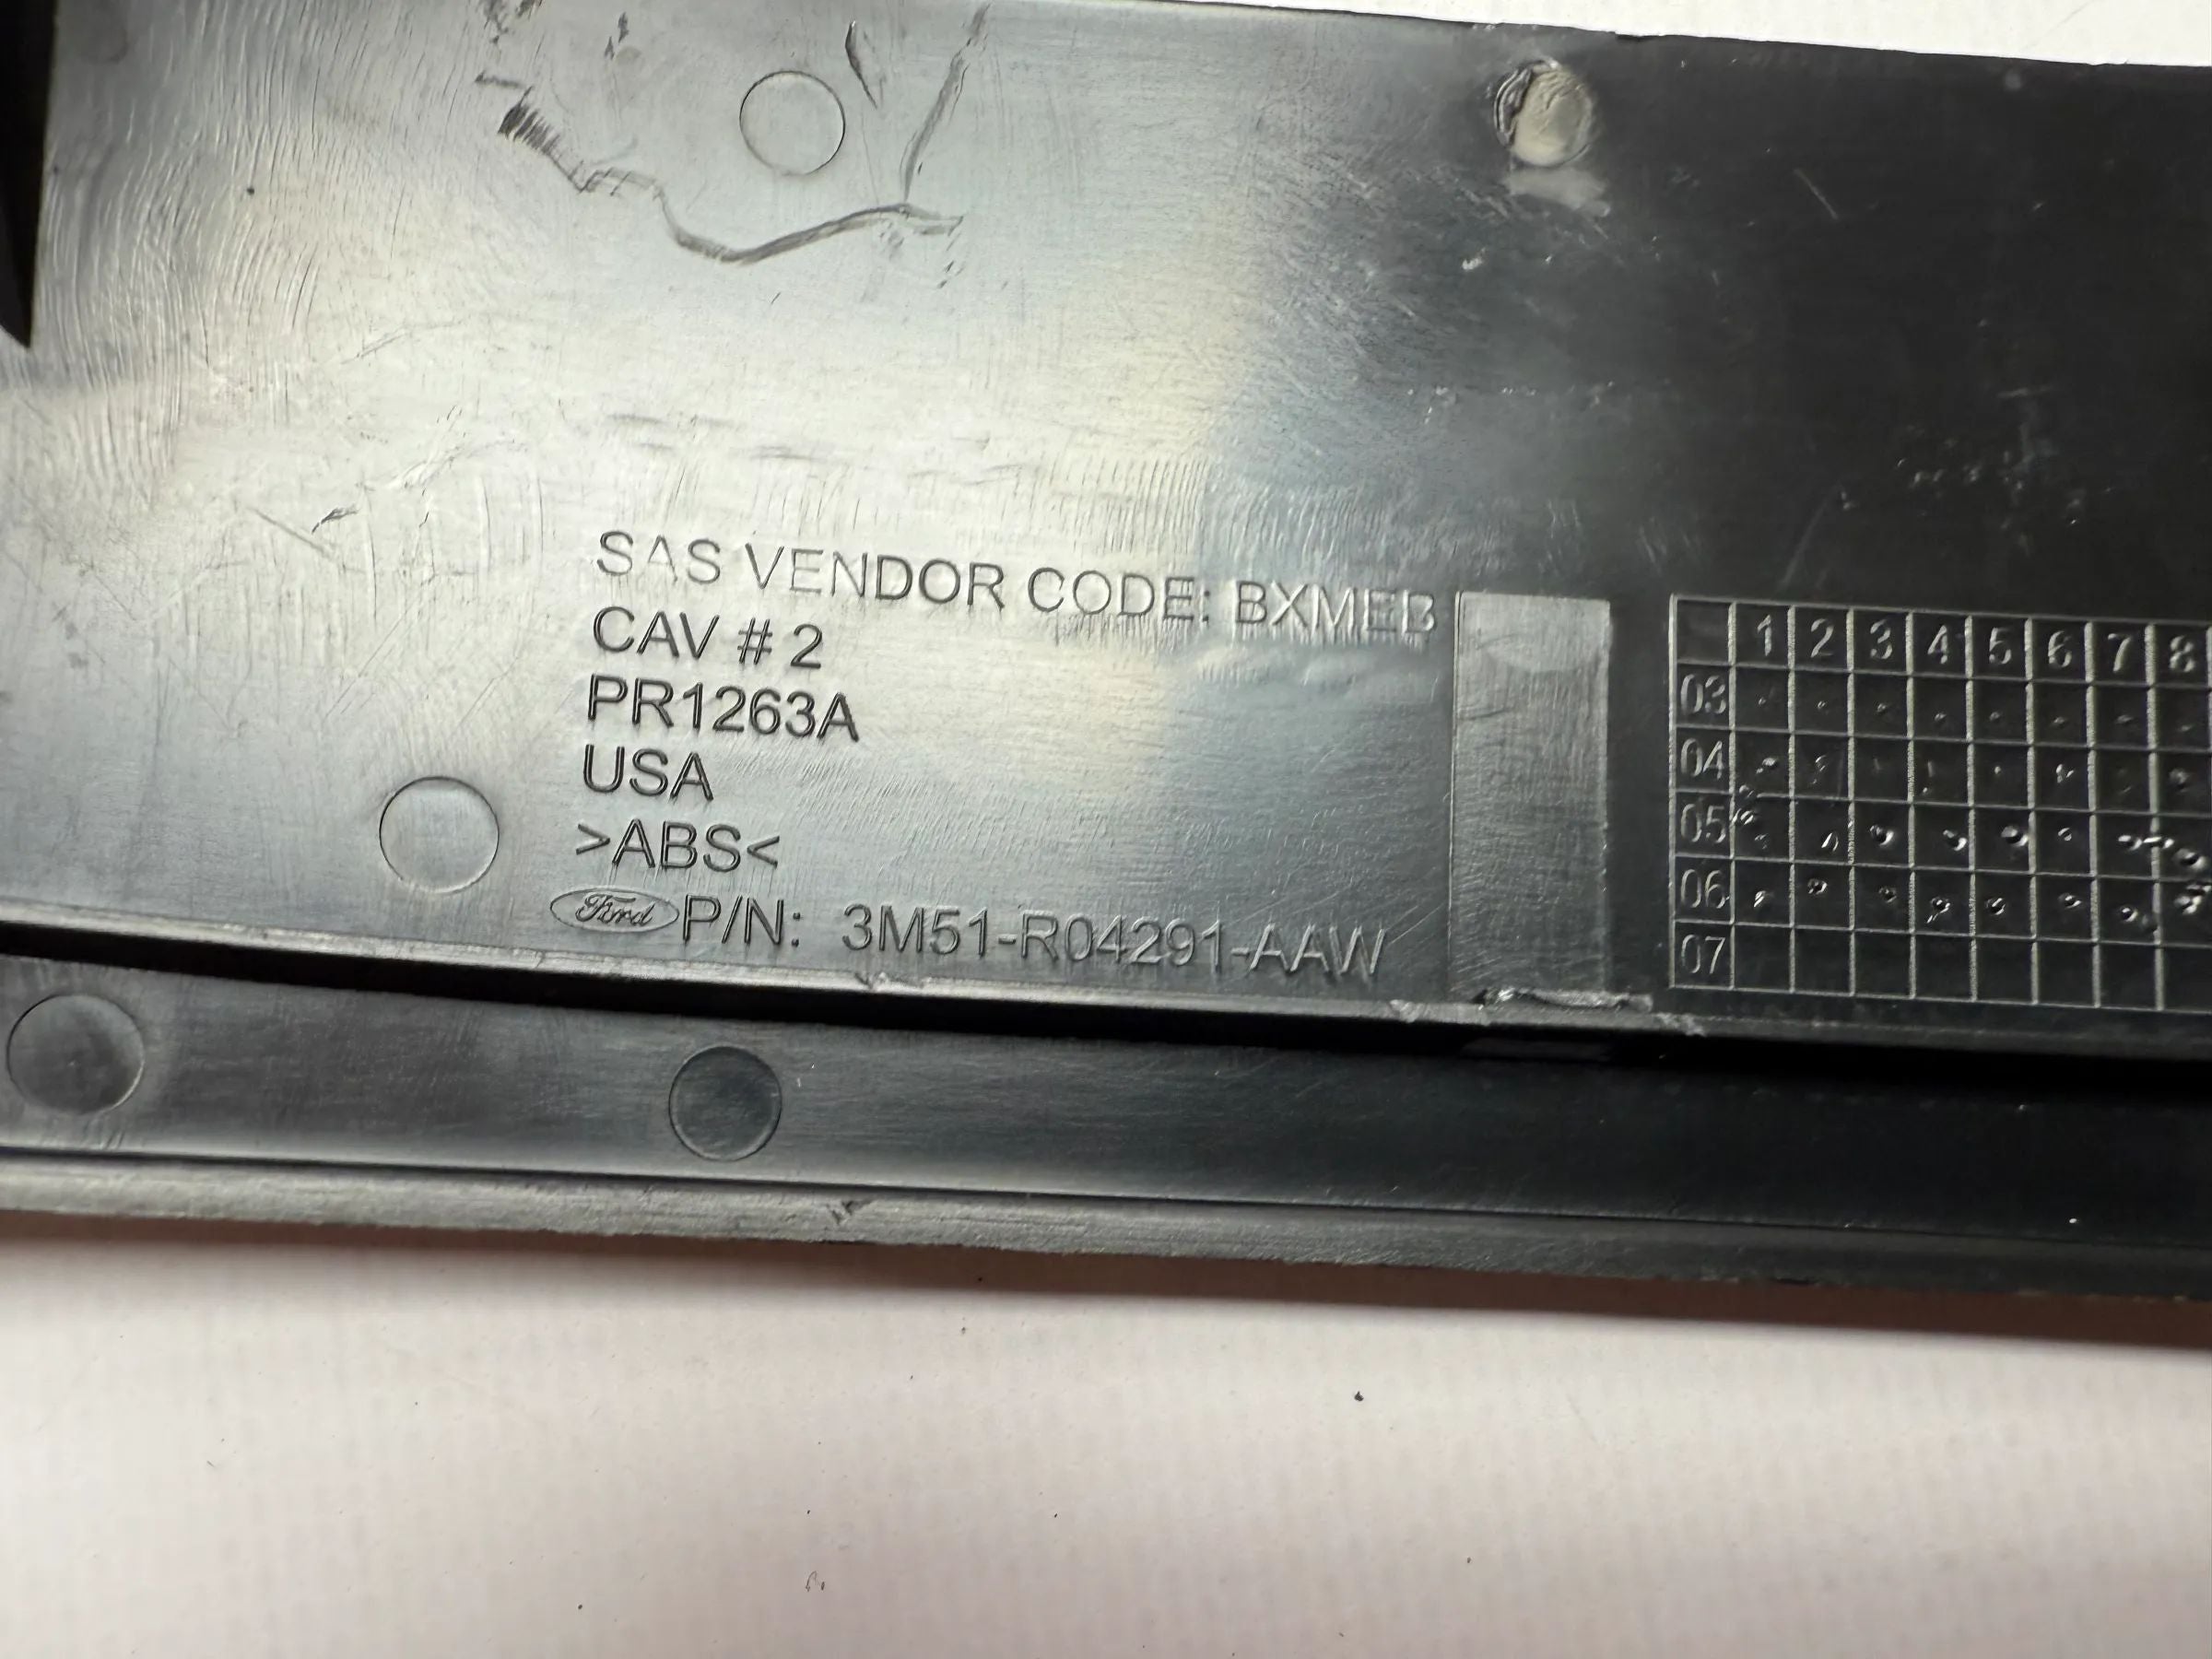 SAS VENDOR CODE: BXMEB
CAV # 2
PR1263A
USA
>ABS<
Ford P/N: 3M51-R04291-AAW
1 2 3 4 5 6 7 8
03
04
05
06
07